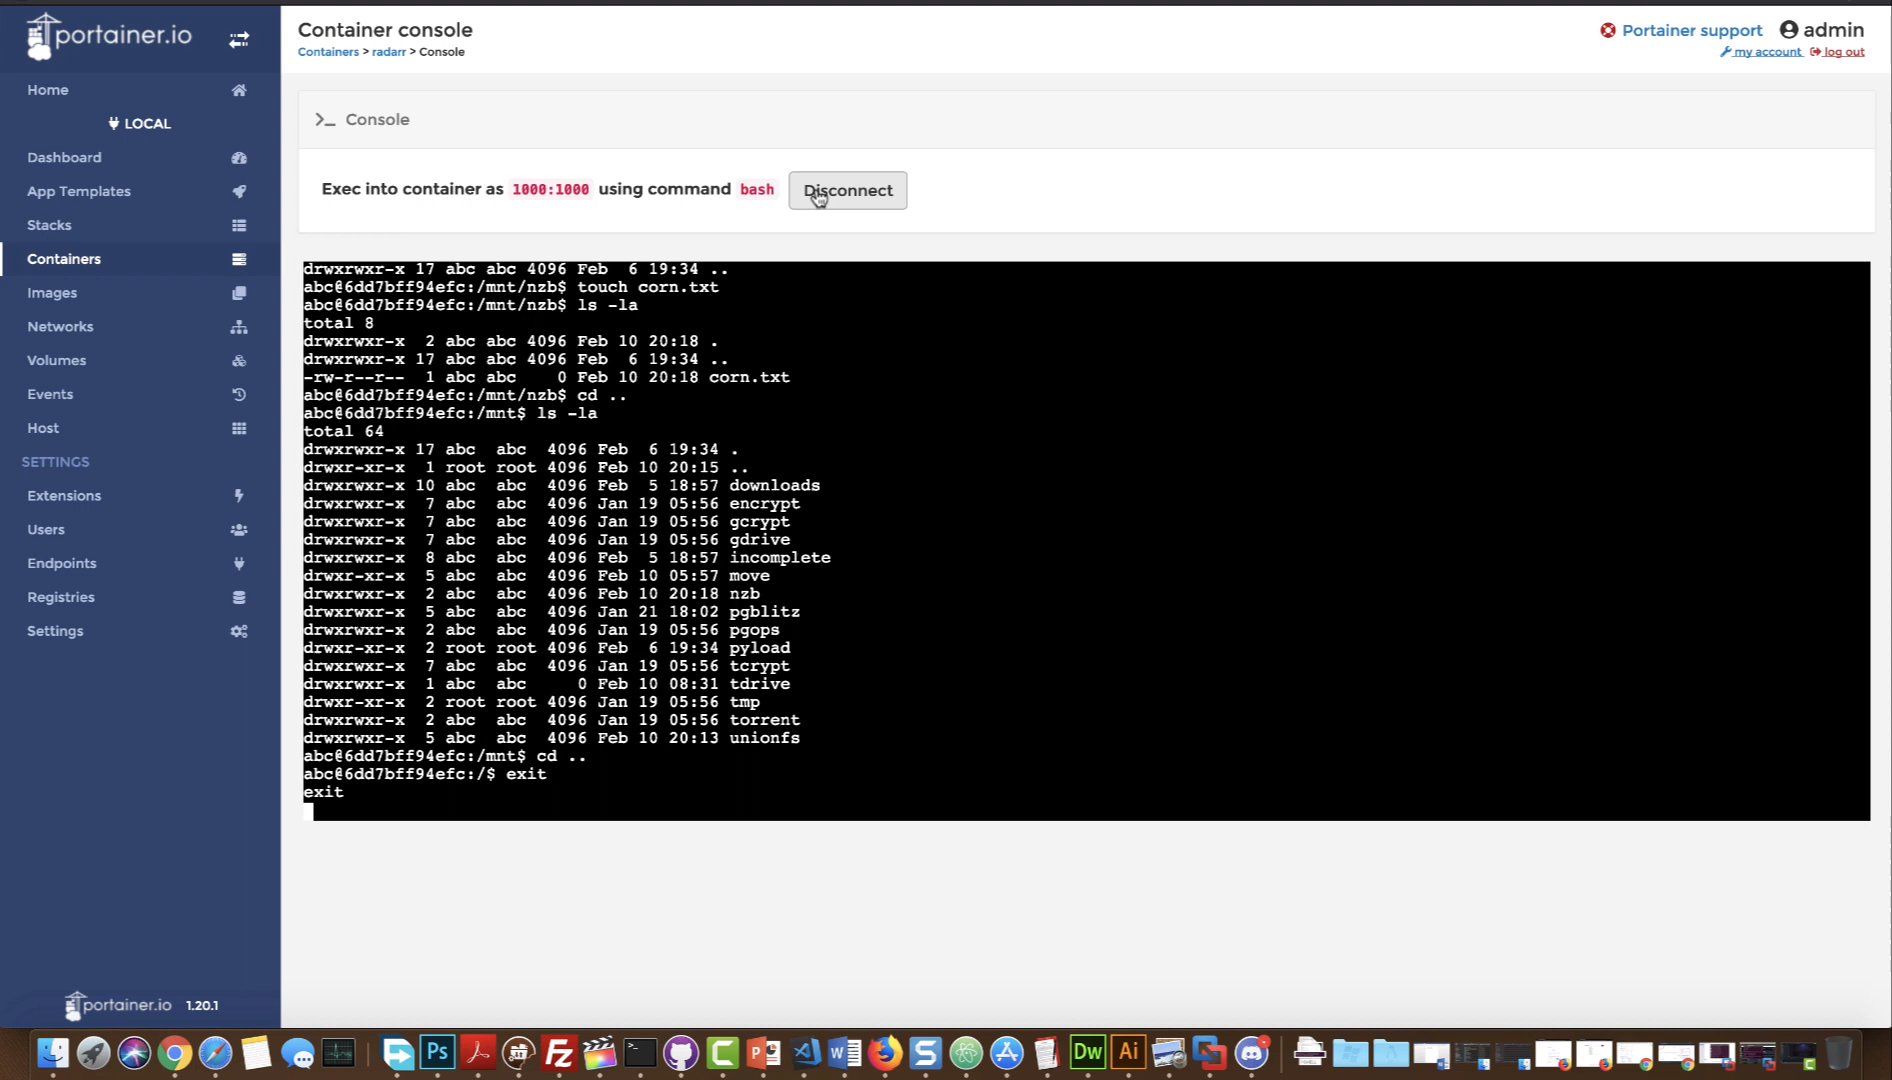 portainer.io
Container console
Containers > radarr > Console
Portainer support
admin
my account
log out
Home
LOCAL
Dashboard
App Templates
Stacks
Containers
Images
Networks
Volumes
Events
Host
SETTINGS
Extensions
Users
Endpoints
Registries
Settings
portainer.io 1.20.1
>_ Console
Exec into container as 1000:1000 using command bash Disconnect
drwxrwxr-x 17 abc abc 4096 Feb  6 19:34 ..
abc@6dd7bff94efc:/mnt/nzb$ touch corn.txt
abc@6dd7bff94efc:/mnt/nzb$ ls -la
total 8
drwxrwxr-x  2 abc abc 4096 Feb 10 20:18 .
drwxrwxr-x 17 abc abc 4096 Feb  6 19:34 ..
-rw-r--r--  1 abc abc    0 Feb 10 20:18 corn.txt
abc@6dd7bff94efc:/mnt/nzb$ cd ..
abc@6dd7bff94efc:/mnt$ ls -la
total 64
drwxrwxr-x 17 abc  abc  4096 Feb  6 19:34 .
drwxr-xr-x  1 root root 4096 Feb 10 20:15 ..
drwxrwxr-x 10 abc  abc  4096 Feb  5 18:57 downloads
drwxrwxr-x  7 abc  abc  4096 Jan 19 05:56 encrypt
drwxrwxr-x  7 abc  abc  4096 Jan 19 05:56 gcrypt
drwxrwxr-x  7 abc  abc  4096 Jan 19 05:56 gdrive
drwxrwxr-x  8 abc  abc  4096 Feb  5 18:57 incomplete
drwxrwxr-x  5 abc  abc  4096 Feb 10 05:57 move
drwxrwxr-x  2 abc  abc  4096 Feb 10 20:18 nzb
drwxrwxr-x  5 abc  abc  4096 Jan 21 18:02 pgblitz
drwxrwxr-x  2 abc  abc  4096 Jan 19 05:56 pgops
drwxr-xr-x  2 root root 4096 Feb  6 19:34 pyload
drwxrwxr-x  7 abc  abc  4096 Jan 19 05:56 tcrypt
drwxrwxr-x  1 abc  abc     0 Feb 10 08:31 tdrive
drwxr-xr-x  2 root root 4096 Jan 19 05:56 tmp
drwxrwxr-x  2 abc  abc  4096 Jan 19 05:56 torrent
drwxrwxr-x  5 abc  abc  4096 Feb 10 20:13 unionfs
abc@6dd7bff94efc:/mnt$ cd ..
abc@6dd7bff94efc:/$ exit
exit
Ps
Fz
C
P
W
S
Dw
Ai